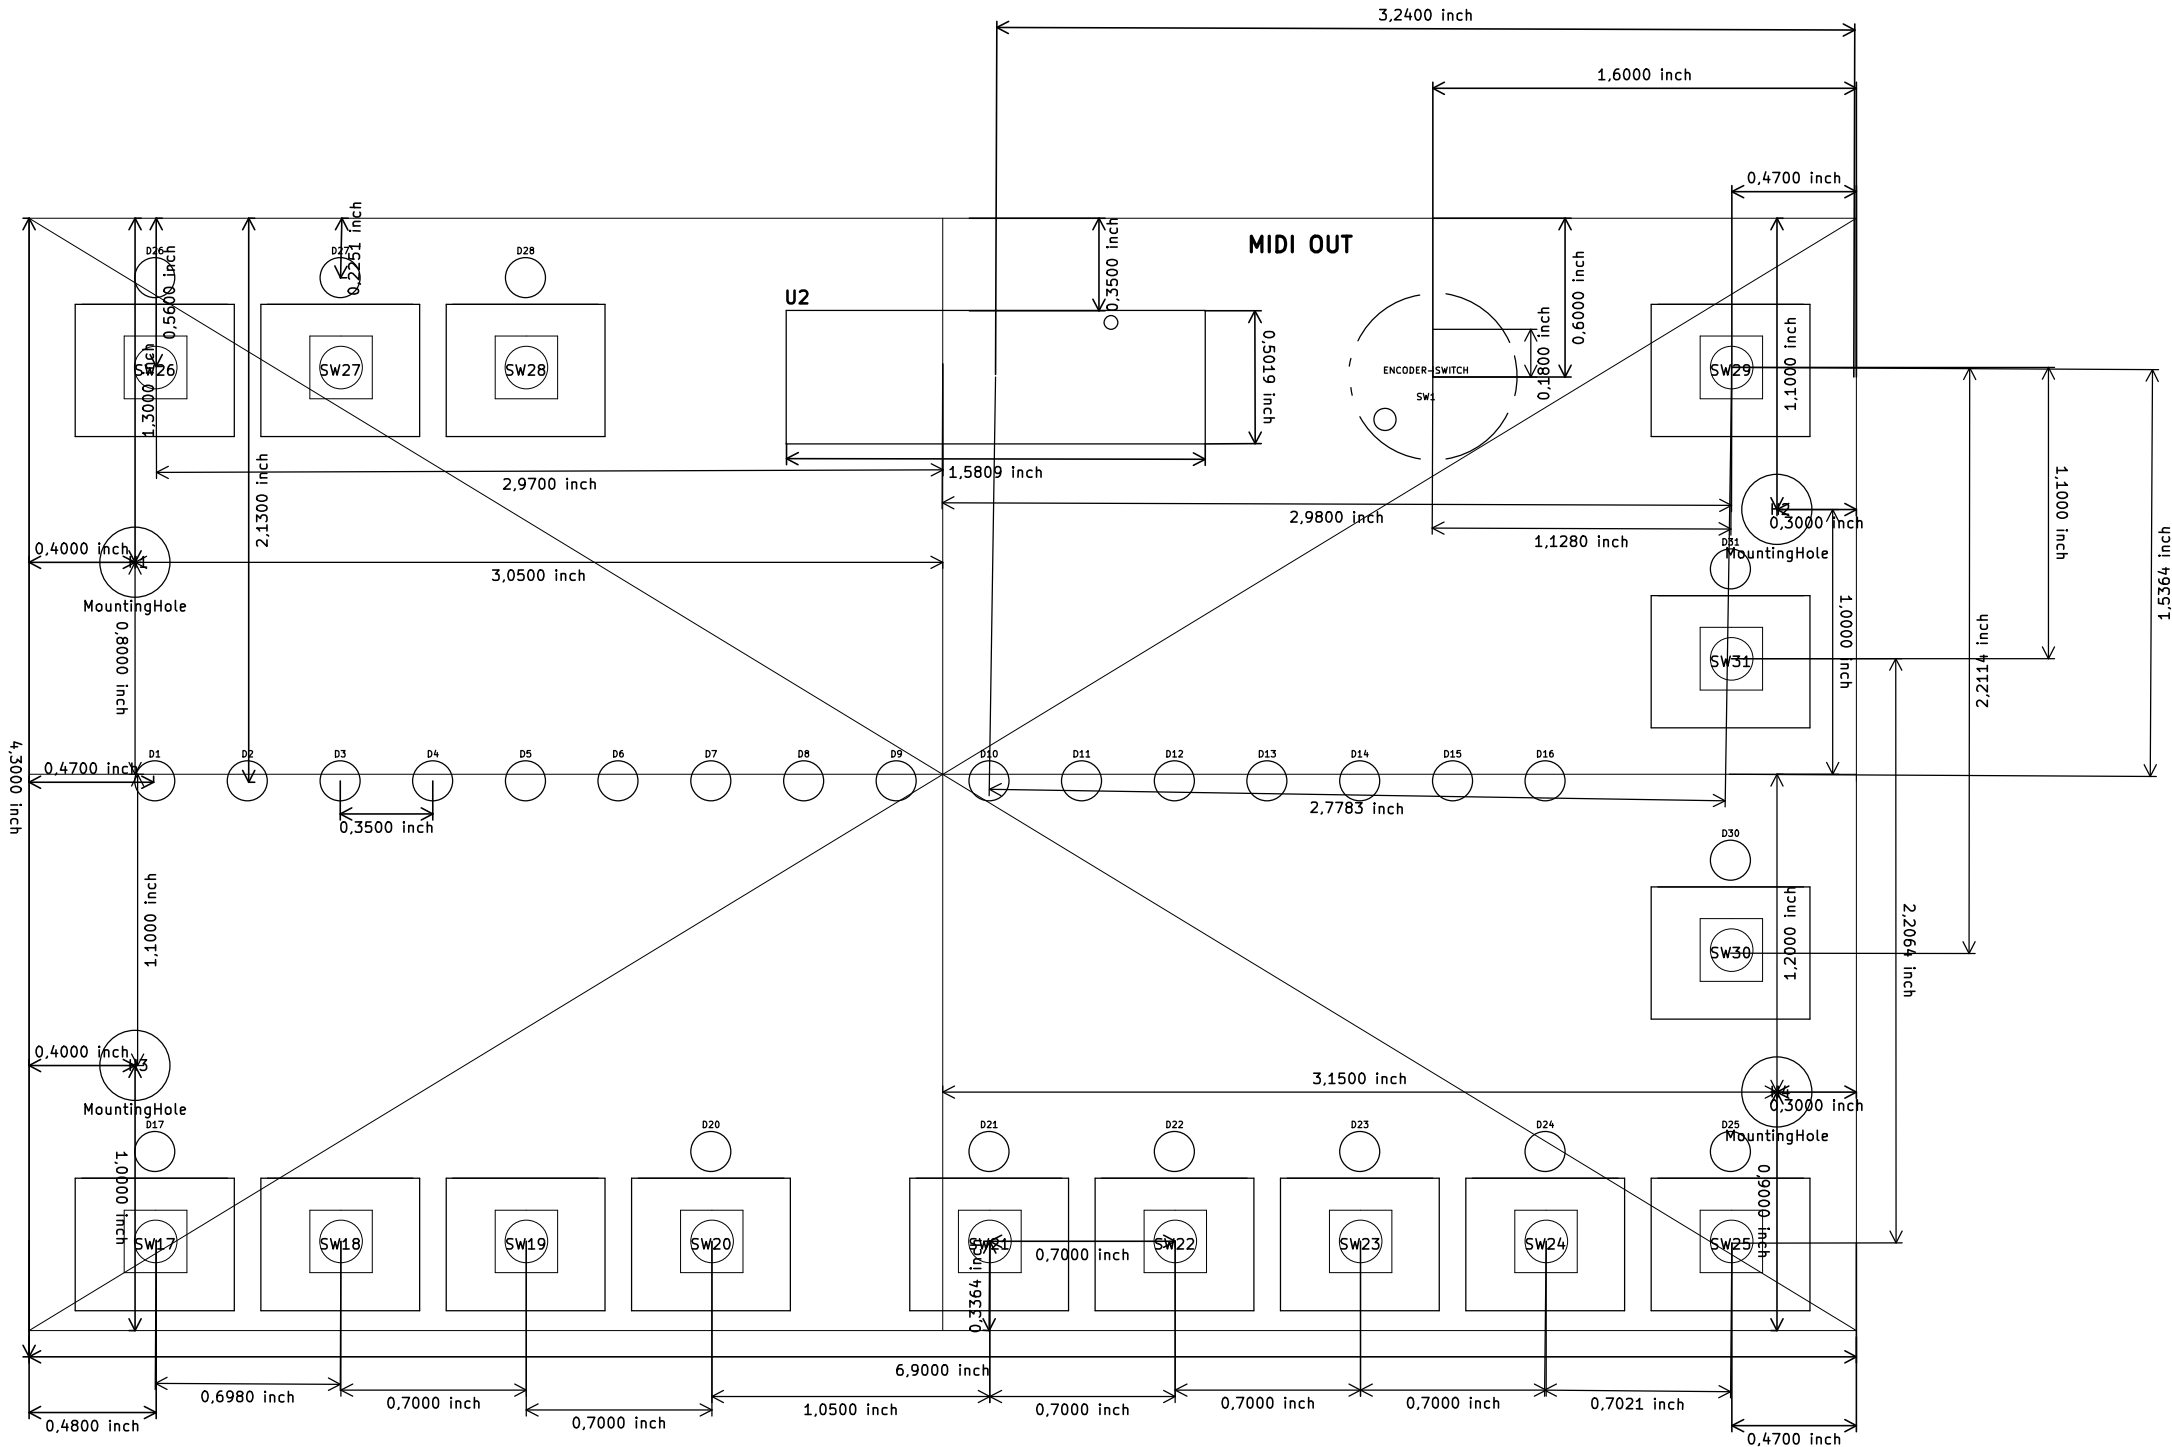 3,2400 inch
1,6000 inch
0,4700 inch
MIDI OUT
D26
D27
D28
0,2251 inch
0,5600 inch
0,3500 inch
0,6000 inch
U2
0,1800 inch
0,5019 inch
1,1000 inch
SW26
SW27
SW28
ENCODER-SWITCH
SW1
SW29
1,3000 inch
1,5809 inch
2,9700 inch
2,1300 inch
2,9800 inch
0,3000 inch
1,1000 inch
1,1280 inch
D31
MountingHole
0,4000 inch
3,0500 inch
1,5364 inch
MountingHole
0,8000 inch
1,0000 inch
2,2114 inch
SW31
D1
D2
D3
D4
D5
D6
D7
D8
D9
D10
D11
D12
D13
D14
D15
D16
0,4700 inch
4,3000 inch
0,3500 inch
2,7783 inch
D30
1,1000 inch
1,2000 inch
2,2064 inch
SW30
0,4000 inch
3,1500 inch
0,3000 inch
MountingHole
MountingHole
D17
D20
D21
D22
D23
D24
D25
1,0000 inch
0,9000 inch
SW17
SW18
SW19
SW20
SW21
SW22
SW23
SW24
SW25
0,7000 inch
0,3364 inch
6,9000 inch
0,4800 inch
0,6980 inch
0,7000 inch
0,7000 inch
1,0500 inch
0,7000 inch
0,7000 inch
0,7000 inch
0,7021 inch
0,4700 inch